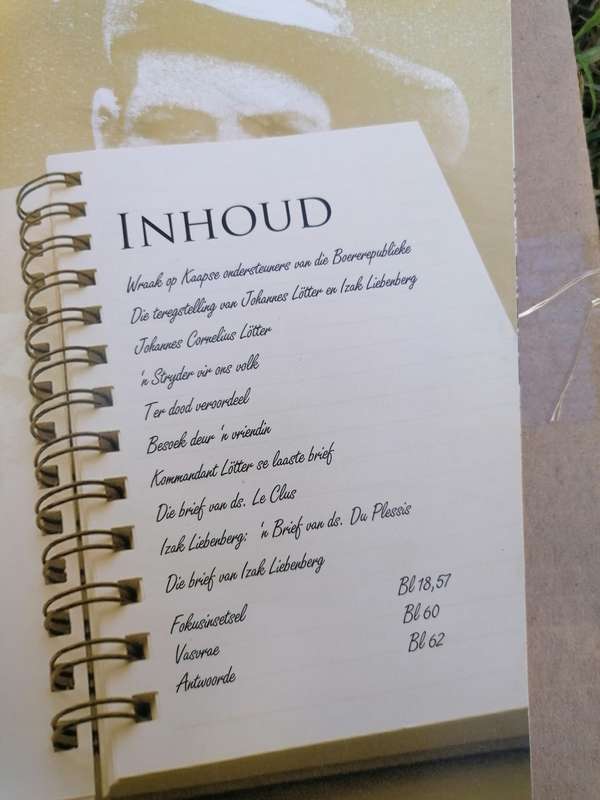 INHOUD
Wraak op Kaapse ondersteuners van die Boererepublieke
Die teregstelling van Johannes Lötter en Izak Liebenberg
Johannes Cornelius Lötter
'n Stryder vir ons volk
Ter dood veroordeel
Besoek deur 'n vriendin
Kommandant Lötter se laaste brief
Die brief van ds. Le Clus
Izak Liebenberg: 'n Brief van ds. Du Plessis
Die brief van Izak Liebenberg
Fokusinsetsel Bl 18,57
Vasvrae Bl 60
Antwoorde Bl 62